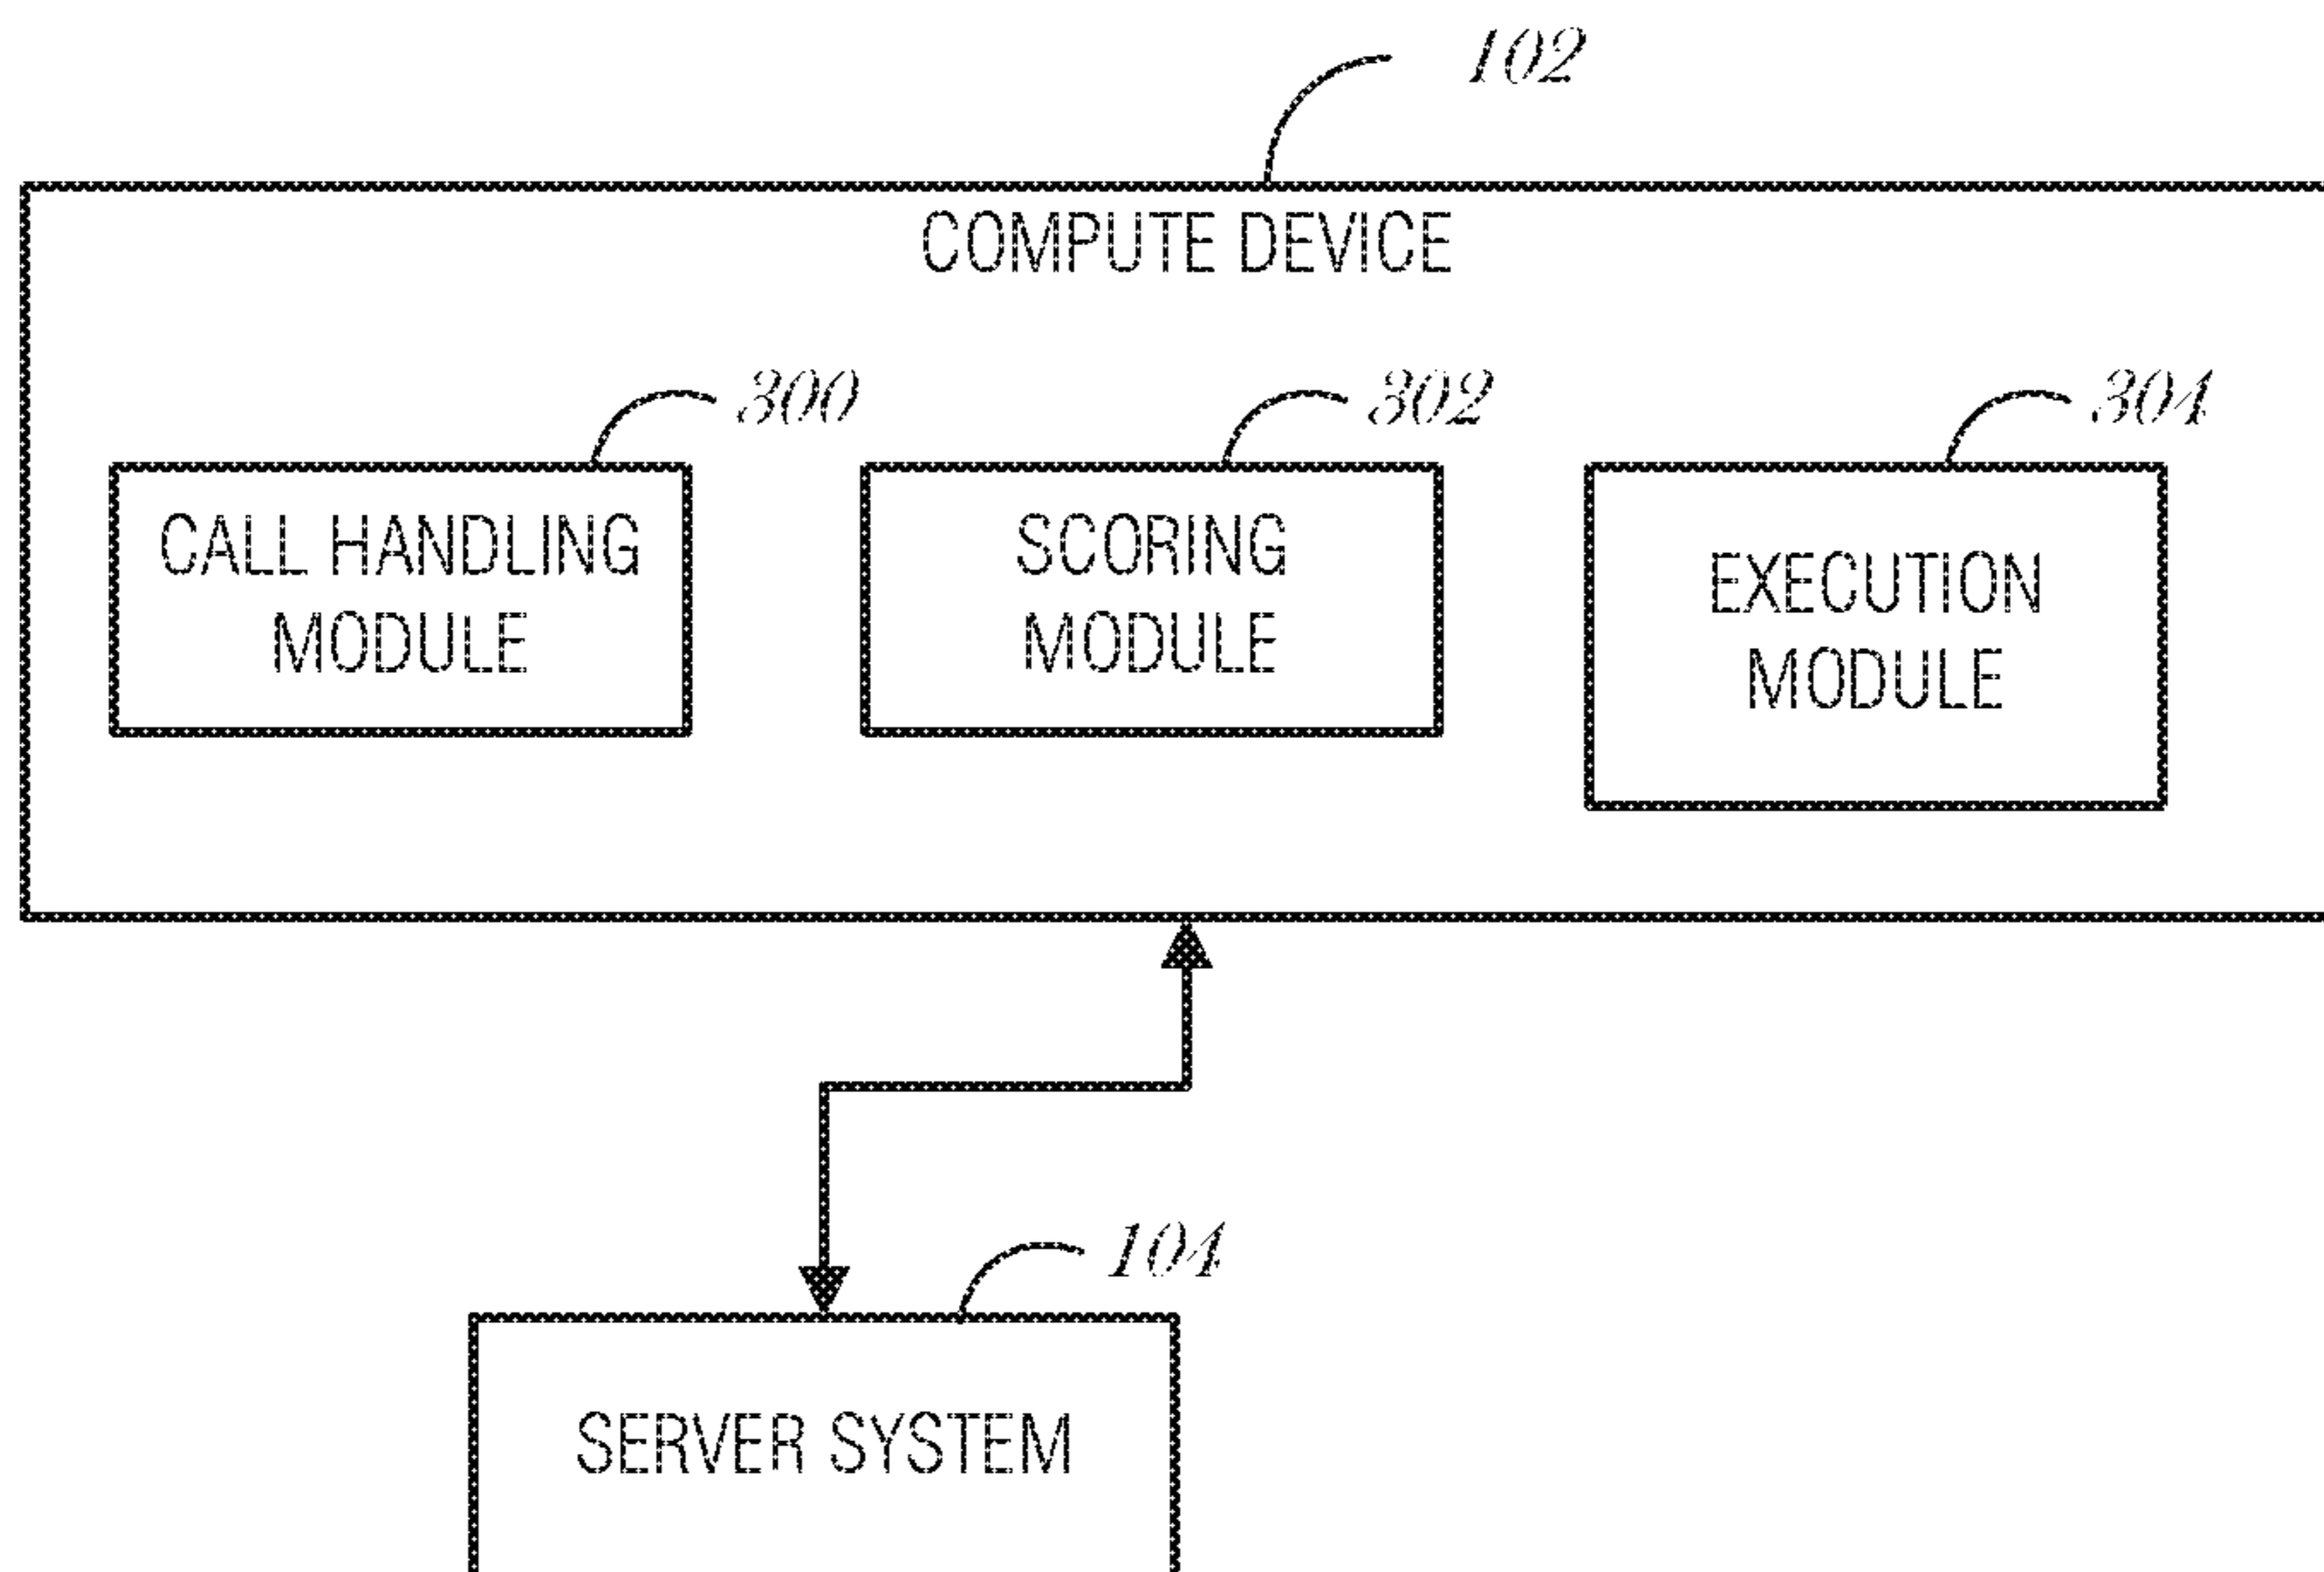 102
COMPUTE DEVICE
300
302
304
CALL HANDLING
MODULE
SCORING
MODULE
EXECUTION
MODULE
104
SERVER SYSTEM